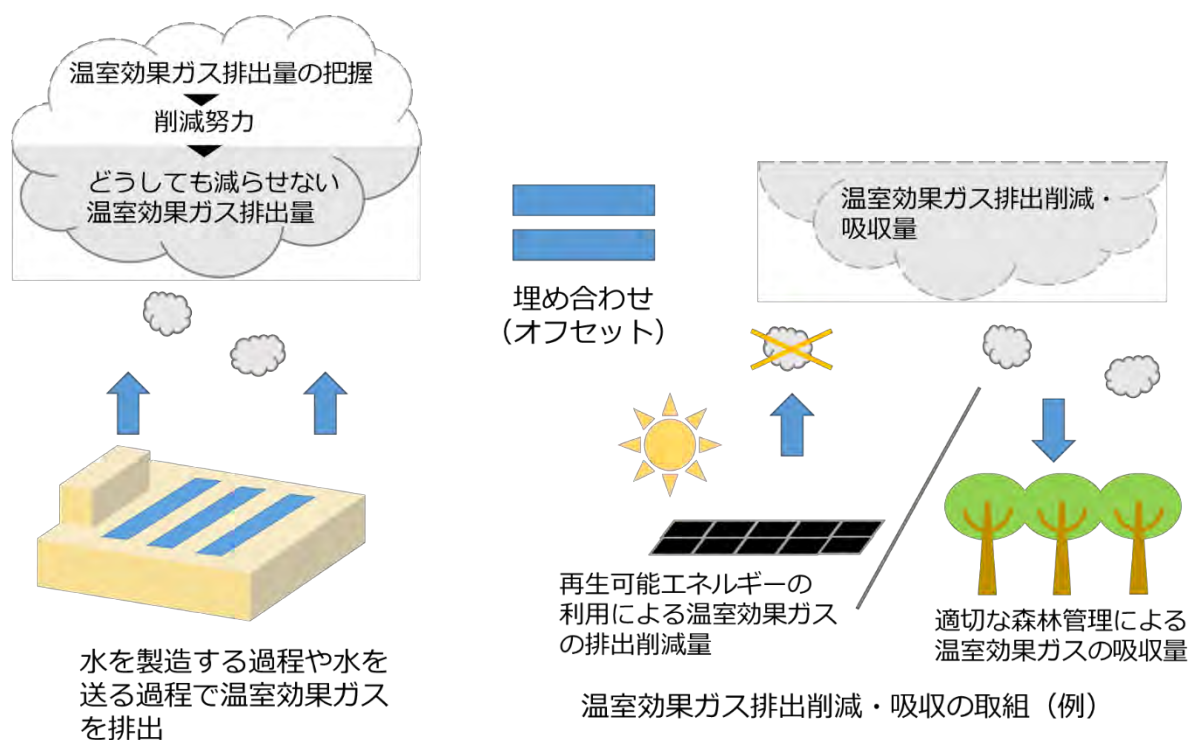 温室効果ガス排出量の把握
削減努力
どうしても減らせない
温室効果ガス排出量
水を製造する過程や水を
送る過程で温室効果ガス
を排出
埋め合わせ
（オフセット）
温室効果ガス排出削減・
吸収量
再生可能エネルギーの
利用による温室効果ガス
の排出削減量
適切な森林管理による
温室効果ガスの吸収量
温室効果ガス排出削減・吸収の取組（例）